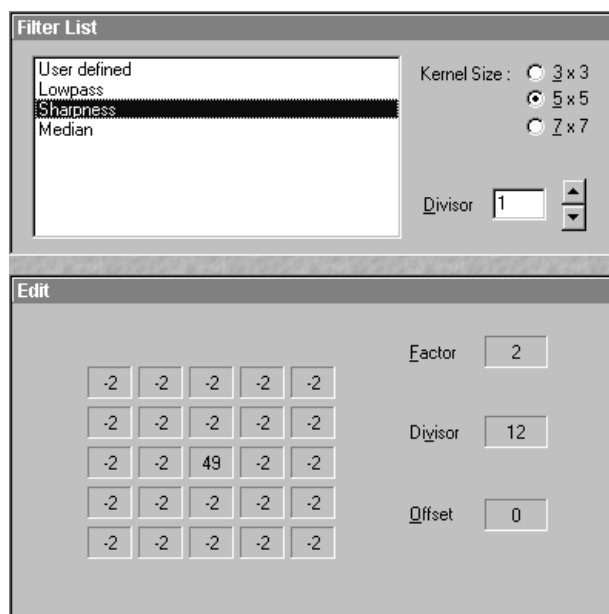 Filter List
User defined
Lowpass
Sharpness
Median
Kernel Size : 3 x 3
5 x 5
7 x 7
Divisor 1
Edit
Factor 2
-2 -2 -2 -2 -2
-2 -2 -2 -2 -2
Divisor 12
-2 -2 49 -2 -2
-2 -2 -2 -2 -2
Offset 0
-2 -2 -2 -2 -2